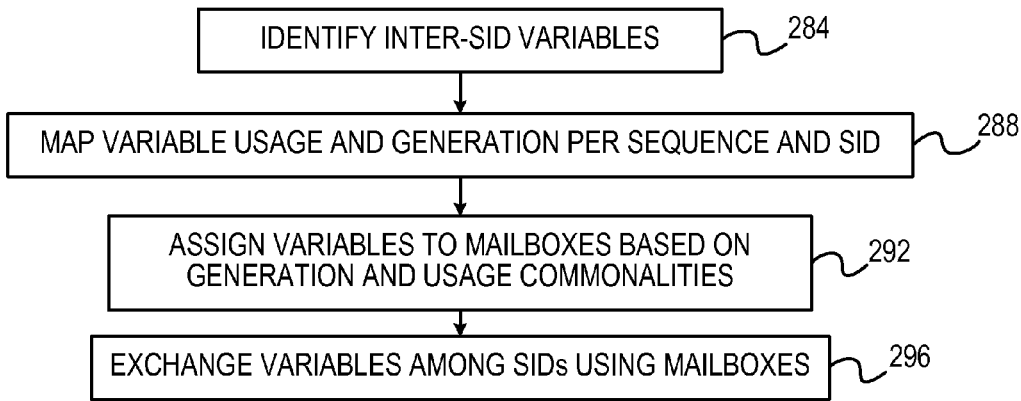 IDENTIFY INTER-SID VARIABLES
284
MAP VARIABLE USAGE AND GENERATION PER SEQUENCE AND SID
288
ASSIGN VARIABLES TO MAILBOXES BASED ON
GENERATION AND USAGE COMMONALITIES
292
EXCHANGE VARIABLES AMONG SIDs USING MAILBOXES
296